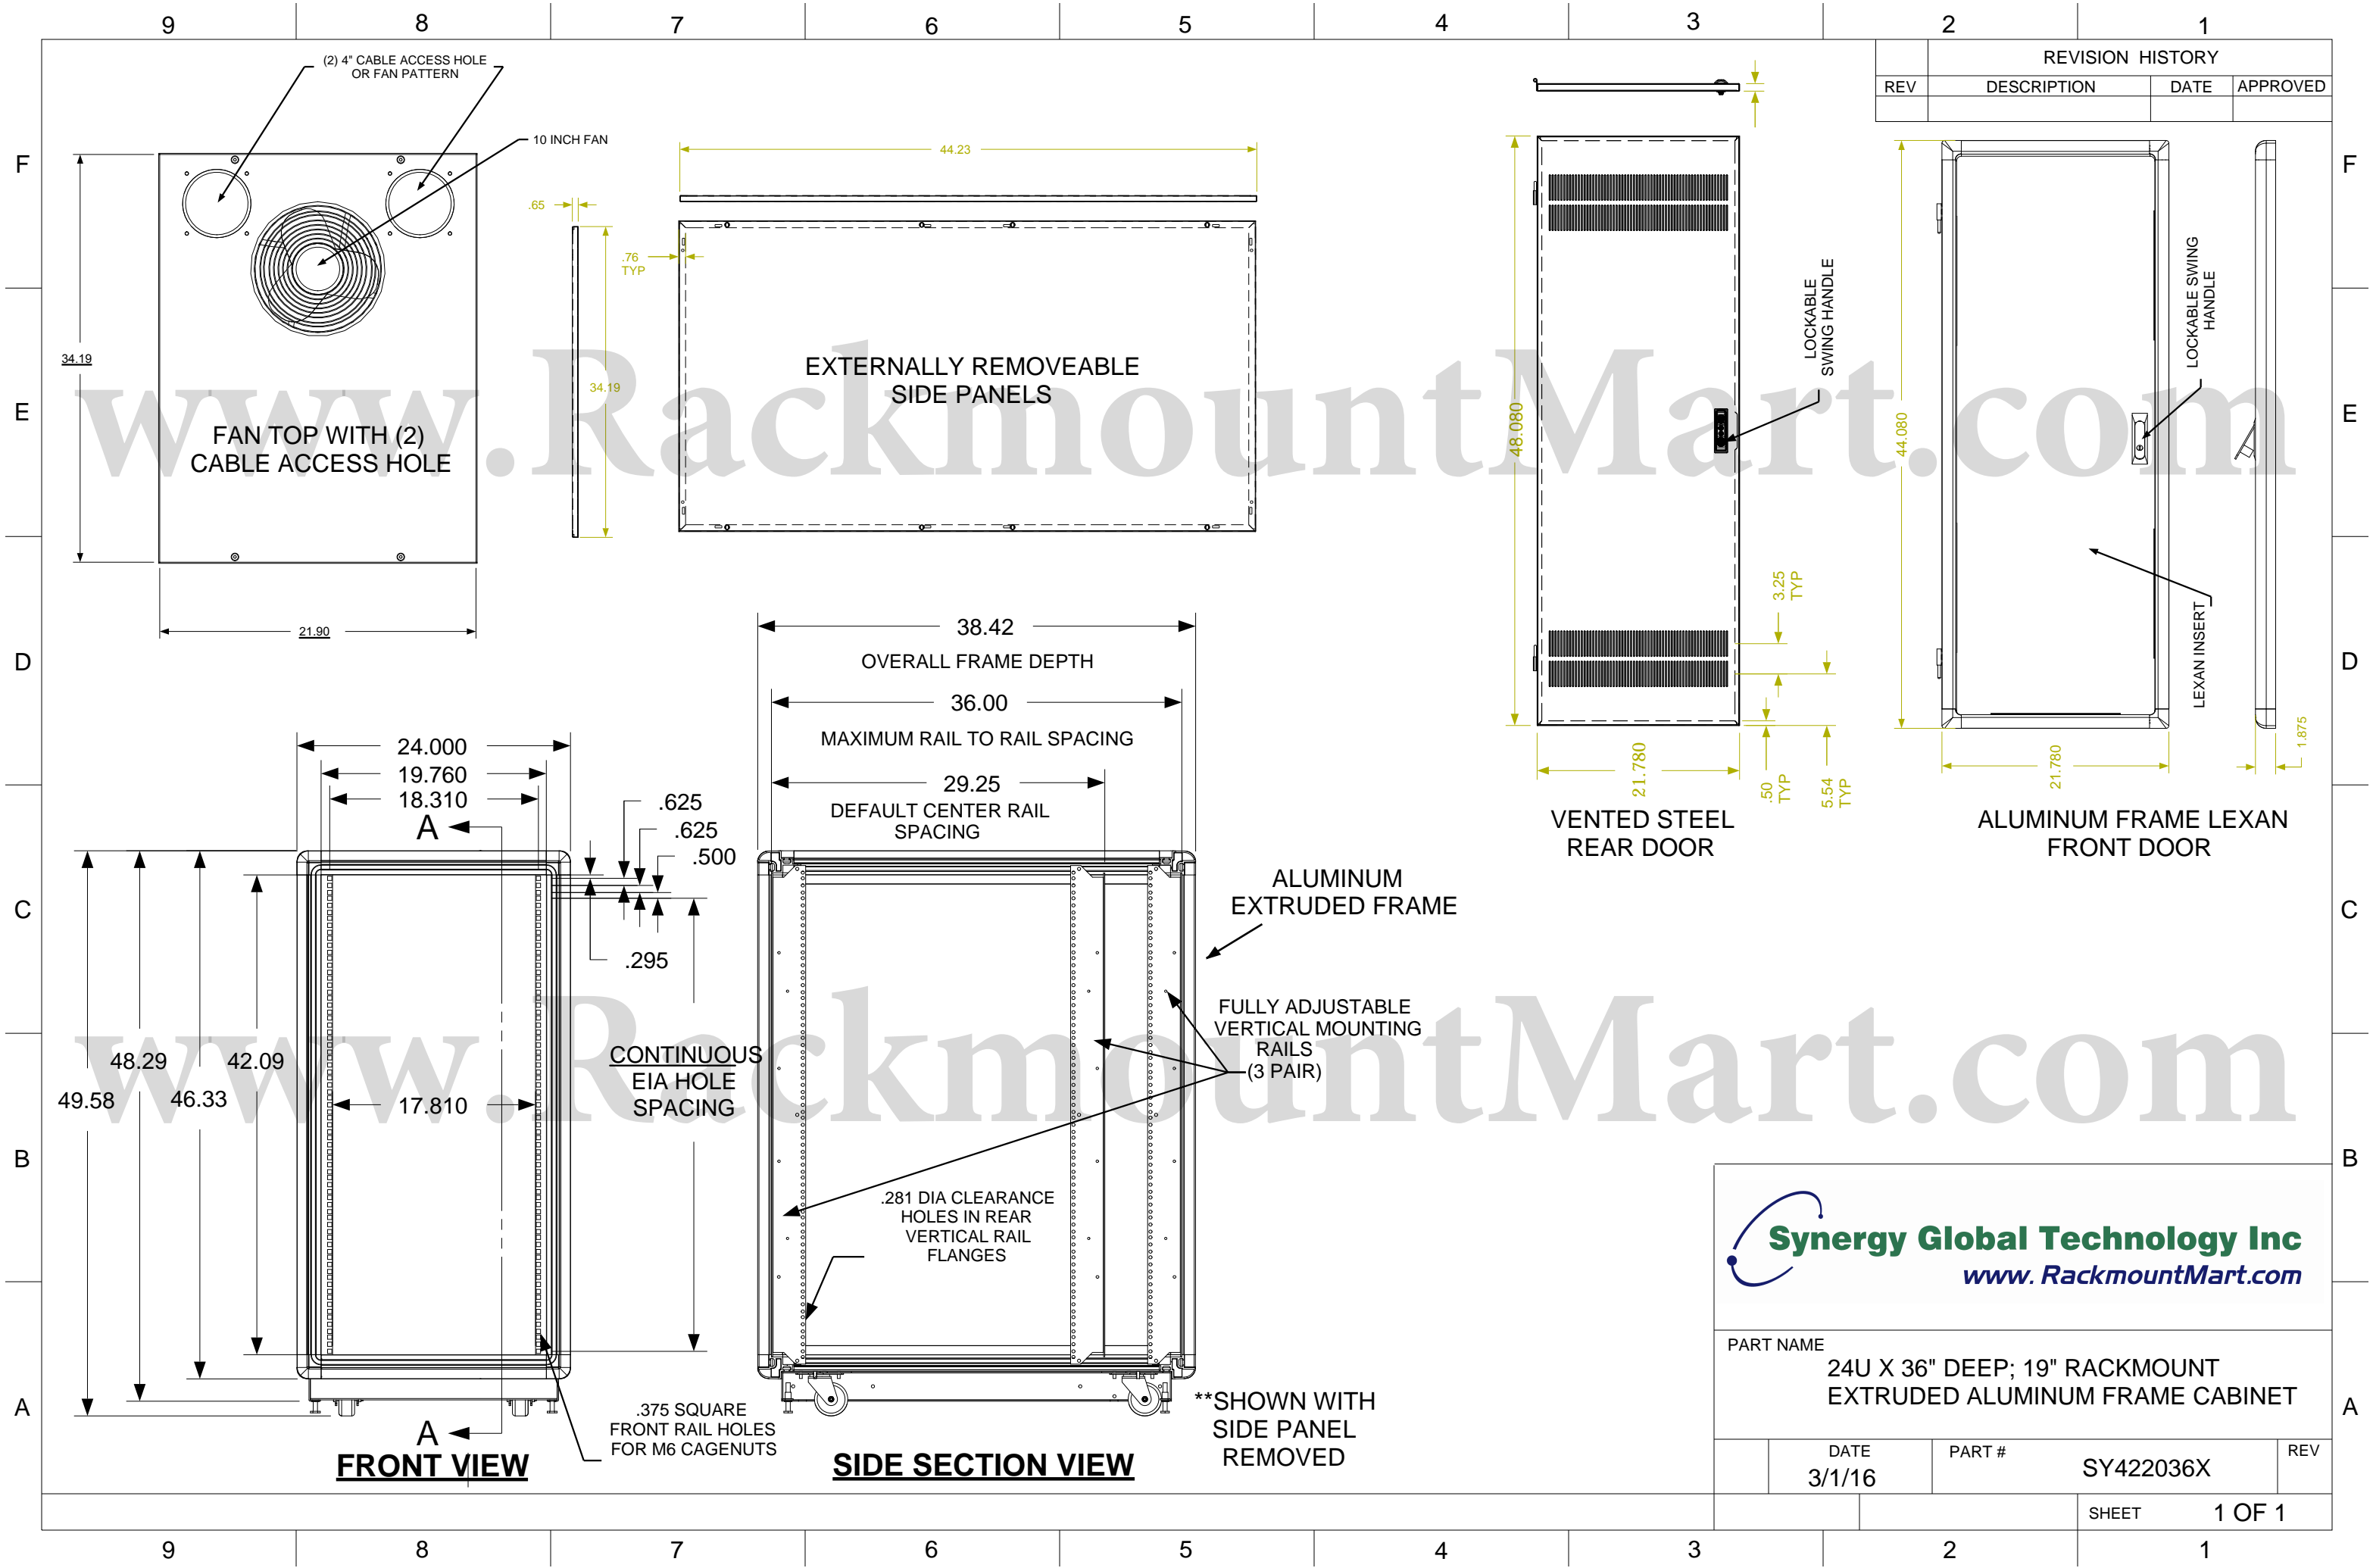 9 8 7 6 5 4 3 2 1
F
E
D
C
B
A
(2) 4" CABLE ACCESS HOLE
OR FAN PATTERN
10 INCH FAN
34.19
FAN TOP WITH (2)
CABLE ACCESS HOLE
21.90
44.23
.65
.76
TYP
34.19
EXTERNALLY REMOVEABLE
SIDE PANELS
48.080
LOCKABLE
SWING HANDLE
3.25
TYP
.50
TYP
5.54
TYP
21.780
VENTED STEEL
REAR DOOR
44.080
LOCKABLE SWING
HANDLE
LEXAN INSERT
21.780
1.875
ALUMINUM FRAME LEXAN
FRONT DOOR
REVISION HISTORY
REV DESCRIPTION DATE APPROVED
www.RackmountMart.com
24.000
19.760
18.310
A
.625
.625
.500
.295
49.58
48.29
46.33
42.09
17.810
CONTINUOUS
EIA HOLE
SPACING
A
.375 SQUARE
FRONT RAIL HOLES
FOR M6 CAGENUTS
FRONT VIEW
38.42
OVERALL FRAME DEPTH
36.00
MAXIMUM RAIL TO RAIL SPACING
29.25
DEFAULT CENTER RAIL
SPACING
ALUMINUM
EXTRUDED FRAME
FULLY ADJUSTABLE
VERTICAL MOUNTING
RAILS
(3 PAIR)
.281 DIA CLEARANCE
HOLES IN REAR
VERTICAL RAIL
FLANGES
**SHOWN WITH
SIDE PANEL
REMOVED
SIDE SECTION VIEW
www.RackmountMart.com
Synergy Global Technology Inc
www.RackmountMart.com
PART NAME
24U X 36" DEEP; 19" RACKMOUNT
EXTRUDED ALUMINUM FRAME CABINET
DATE
3/1/16
PART #
SY422036X
REV
SHEET 1 OF 1
F
E
D
C
B
A
9 8 7 6 5 4 3 2 1